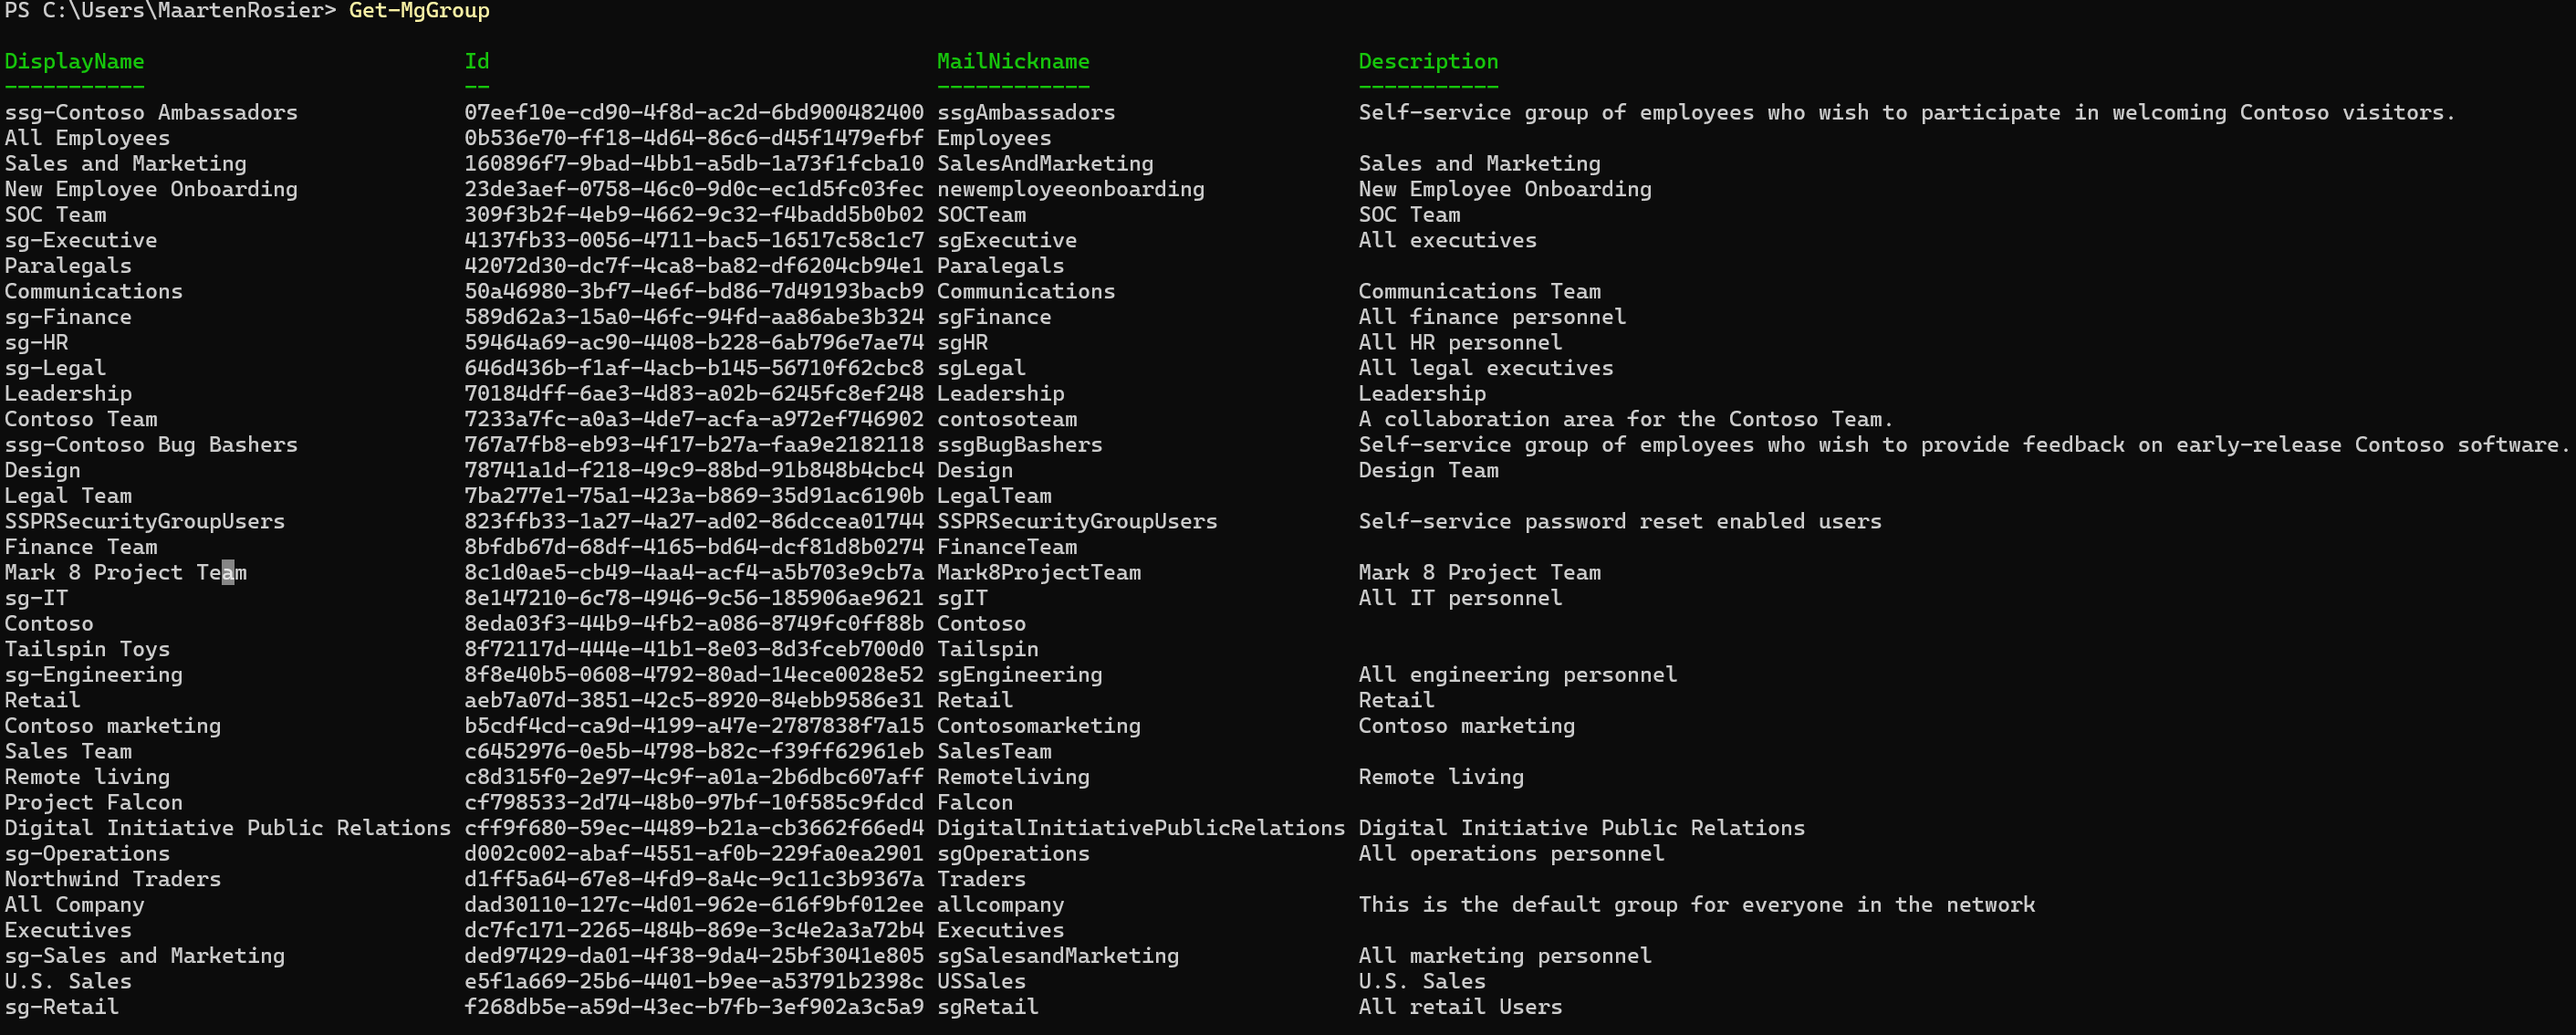 PS C:\Users\MaartenRosier> Get-MgGroup
DisplayName Id MailNickname Description
----------- -- ------------ -----------
ssg-Contoso Ambassadors 07eef10e-cd90-4f8d-ac2d-6bd900482400 ssgAmbassadors Self-service group of employees who wish to participate in welcoming Contoso visitors.
All Employees 0b536e70-ff18-4d64-86c6-d45f1479efbf Employees
Sales and Marketing 160896f7-9bad-4bb1-a5db-1a73f1fcba10 SalesAndMarketing Sales and Marketing
New Employee Onboarding 23de3aef-0758-46c0-9d0c-ec1d5fc03fec newemployeeonboarding New Employee Onboarding
SOC Team 309f3b2f-4eb9-4662-9c32-f4badd5b0b02 SOCTeam SOC Team
sg-Executive 4137fb33-0056-4711-bac5-16517c58c1c7 sgExecutive All executives
Paralegals 42072d30-dc7f-4ca8-ba82-df6204cb94e1 Paralegals
Communications 50a46980-3bf7-4e6f-bd86-7d49193bacb9 Communications Communications Team
sg-Finance 589d62a3-15a0-46fc-94fd-aa86abe3b324 sgFinance All finance personnel
sg-HR 59464a69-ac90-4408-b228-6ab796e7ae74 sgHR All HR personnel
sg-Legal 646d436b-f1af-4acb-b145-56710f62cbc8 sgLegal All legal executives
Leadership 70184dff-6ae3-4d83-a02b-6245fc8ef248 Leadership Leadership
Contoso Team 7233a7fc-a0a3-4de7-acfa-a972ef746902 contosoteam A collaboration area for the Contoso Team.
ssg-Contoso Bug Bashers 767a7fb8-eb93-4f17-b27a-faa9e2182118 ssgBugBashers Self-service group of employees who wish to provide feedback on early-release Contoso software.
Design 78741a1d-f218-49c9-88bd-91b848b4cbc4 Design Design Team
Legal Team 7ba277e1-75a1-423a-b869-35d91ac6190b LegalTeam
SSPRSecurityGroupUsers 823ffb33-1a27-4a27-ad02-86dccea01744 SSPRSecurityGroupUsers Self-service password reset enabled users
Finance Team 8bfdb67d-68df-4165-bd64-dcf81d8b0274 FinanceTeam
Mark 8 Project Team 8c1d0ae5-cb49-4aa4-acf4-a5b703e9cb7a Mark8ProjectTeam Mark 8 Project Team
sg-IT 8e147210-6c78-4946-9c56-185906ae9621 sgIT All IT personnel
Contoso 8eda03f3-44b9-4fb2-a086-8749fc0ff88b Contoso
Tailspin Toys 8f72117d-444e-41b1-8e03-8d3fceb700d0 Tailspin
sg-Engineering 8f8e40b5-0608-4792-80ad-14ece0028e52 sgEngineering All engineering personnel
Retail aeb7a07d-3851-42c5-8920-84ebb9586e31 Retail Retail
Contoso marketing b5cdf4cd-ca9d-4199-a47e-2787838f7a15 Contosomarketing Contoso marketing
Sales Team c6452976-0e5b-4798-b82c-f39ff62961eb SalesTeam
Remote living c8d315f0-2e97-4c9f-a01a-2b6dbc607aff Remoteliving Remote living
Project Falcon cf798533-2d74-48b0-97bf-10f585c9fdcd Falcon
Digital Initiative Public Relations cff9f680-59ec-4489-b21a-cb3662f66ed4 DigitalInitiativePublicRelations Digital Initiative Public Relations
sg-Operations d002c002-abaf-4551-af0b-229fa0ea2901 sgOperations All operations personnel
Northwind Traders d1ff5a64-67e8-4fd9-8a4c-9c11c3b9367a Traders
All Company dad30110-127c-4d01-962e-616f9bf012ee allcompany This is the default group for everyone in the network
Executives dc7fc171-2265-484b-869e-3c4e2a3a72b4 Executives
sg-Sales and Marketing ded97429-da01-4f38-9da4-25bf3041e805 sgSalesandMarketing All marketing personnel
U.S. Sales e5f1a669-25b6-4401-b9ee-a53791b2398c USSales U.S. Sales
sg-Retail f268db5e-a59d-43ec-b7fb-3ef902a3c5a9 sgRetail All retail Users